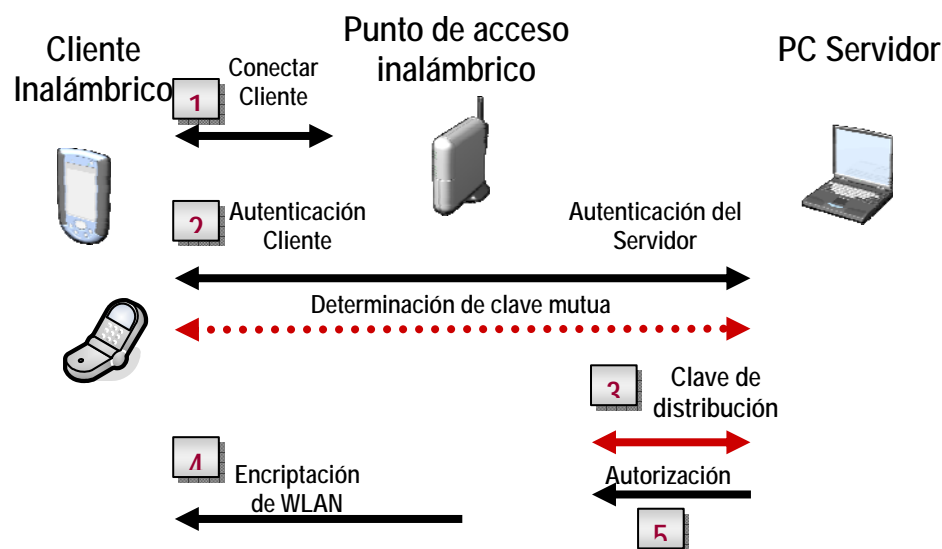 Cliente
Inalámbrico
Punto de acceso
inalámbrico
PC Servidor
1
Conectar
Cliente
2
Autenticación
Cliente
Autenticación del
Servidor
Determinación de clave mutua
3
Clave de
distribución
4
Encriptación
de WLAN
Autorización
5